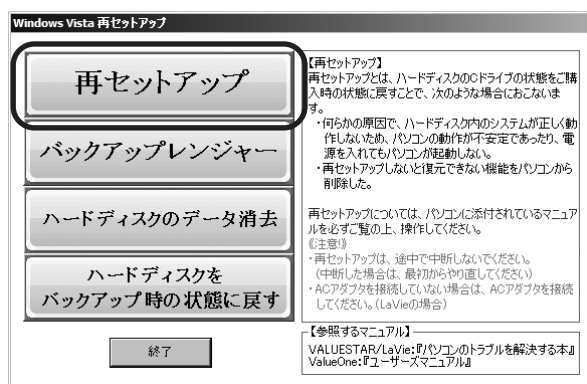 Windows Vista 再セットアップ
再セットアップ
バックアップレンジャー
ハードディスクのデータ消去
ハードディスクを
バックアップ時の状態に戻す
終了
【再セットアップ】
再セットアップとは、ハードディスクのCドライブの状態をご購
入時の状態に戻すことで、次のような場合におこないま
す。
・何らかの原因で、ハードディスク内のシステムが正しく動
作しないため、パソコンの動作が不安定であったり、電
源を入れてもパソコンが起動しない。
・再セットアップしないと復元できない機能をパソコンから
削除した。
再セットアップについては、パソコンに添付されているマニュア
ルを必ずご覧の上、操作してください。
《注意!》
・再セットアップは、途中で中断しないでください。
(中断した場合は、最初からやり直してください)
・ACアダプタを接続していない場合は、ACアダプタを接続
してください。(LaVieの場合)
【参照するマニュアル】
VALUESTAR/LaVie:『パソコンのトラブルを解決する本』
ValueOne:『ユーザーズマニュアル』